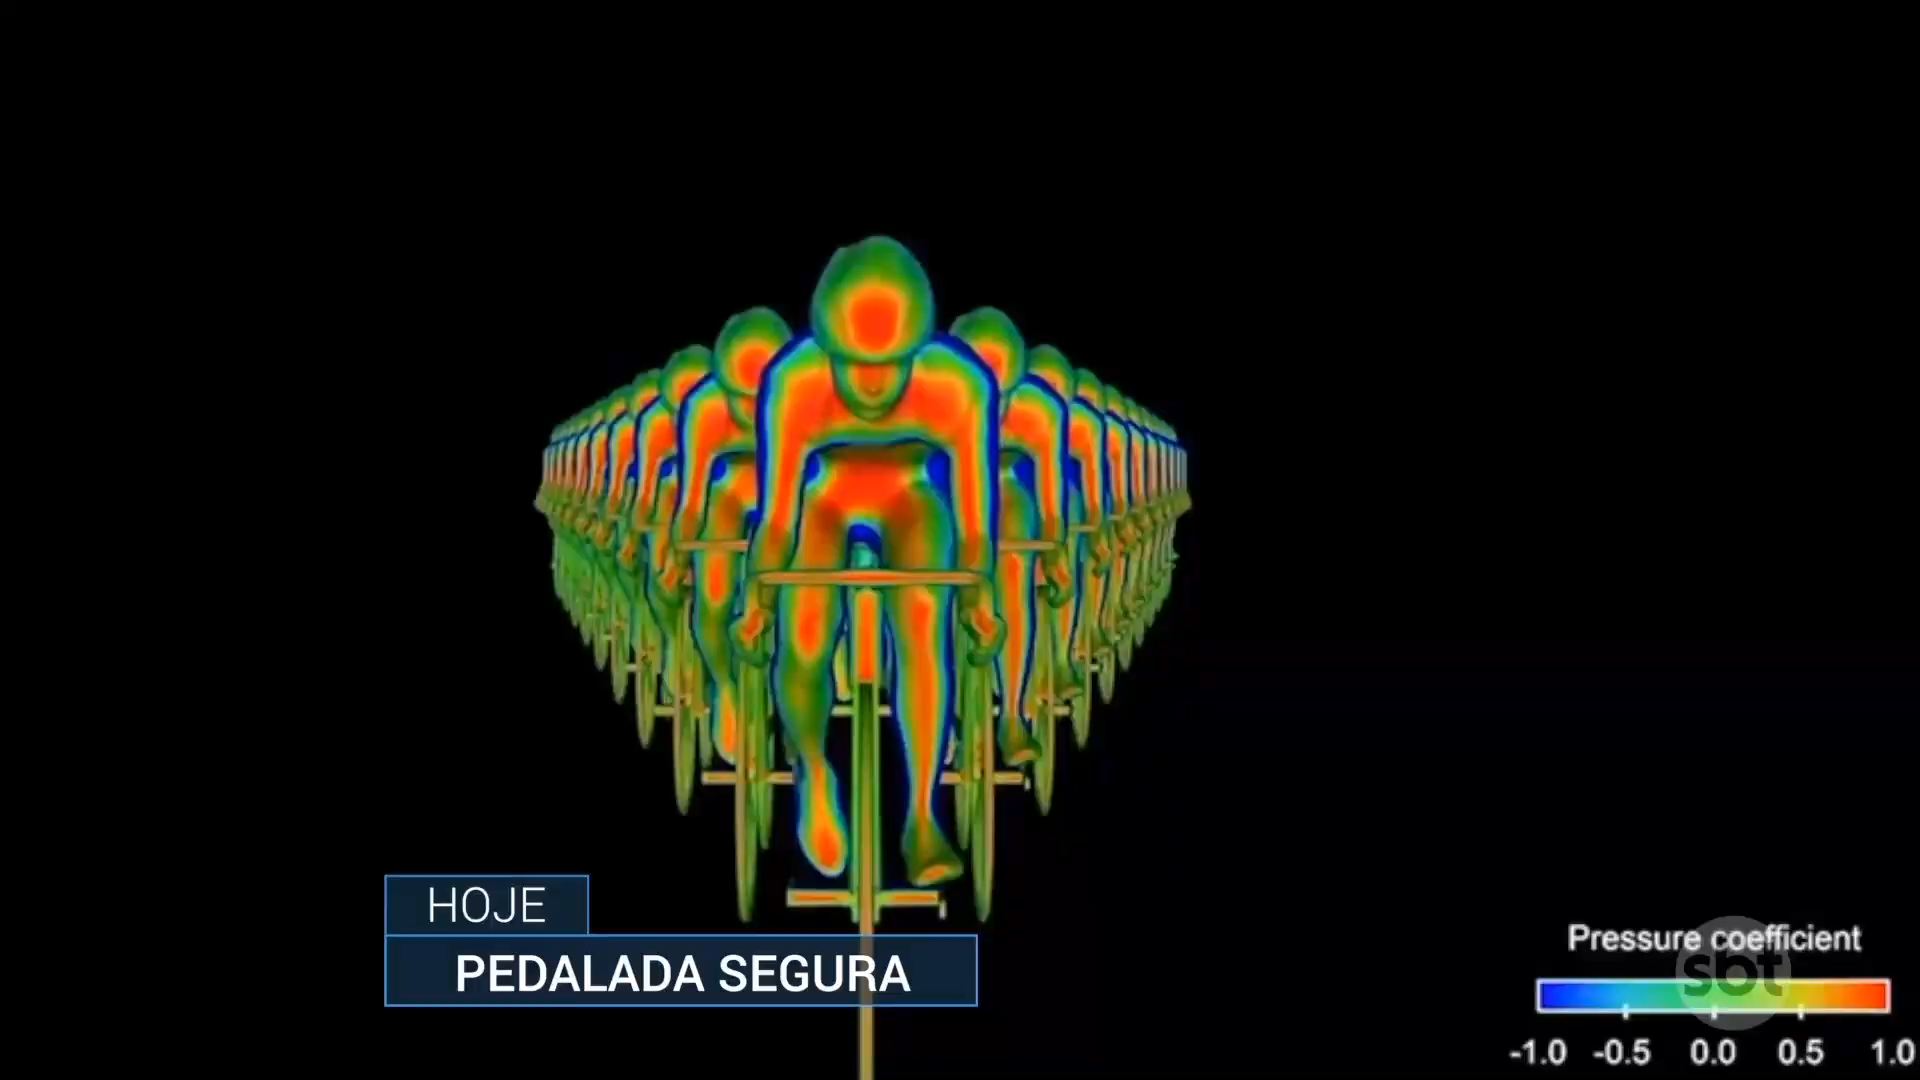 HOJE
PEDALADA SEGURA
Pressure coefficient
sbt
-1.0 -0.5 0.0 0.5 1.0